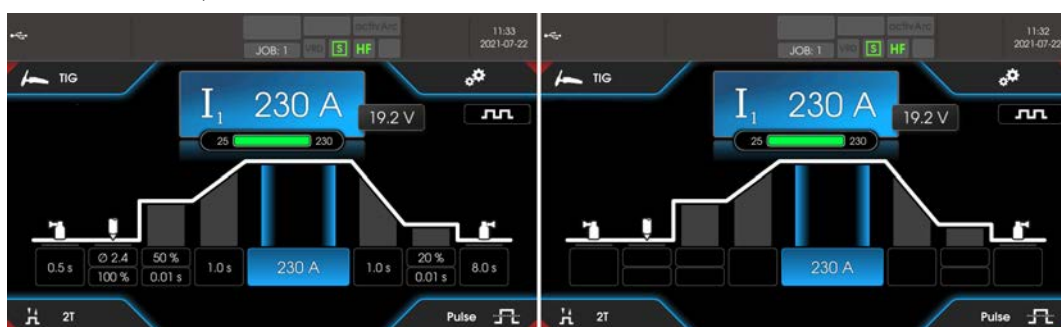 activArc
11:33
JOB: 1
VRD
S
HF
2021-07-22
TIG
I1 230 A
19.2 V
25
230
0.5 s
Ø 2.4
100 %
50 %
0.01 s
1.0 s
230 A
1.0 s
20 %
0.01 s
8.0 s
2T
Pulse
activArc
11:32
JOB: 1
VRD
S
HF
2021-07-22
TIG
I1 230 A
19.2 V
25
230
230 A
2T
Pulse